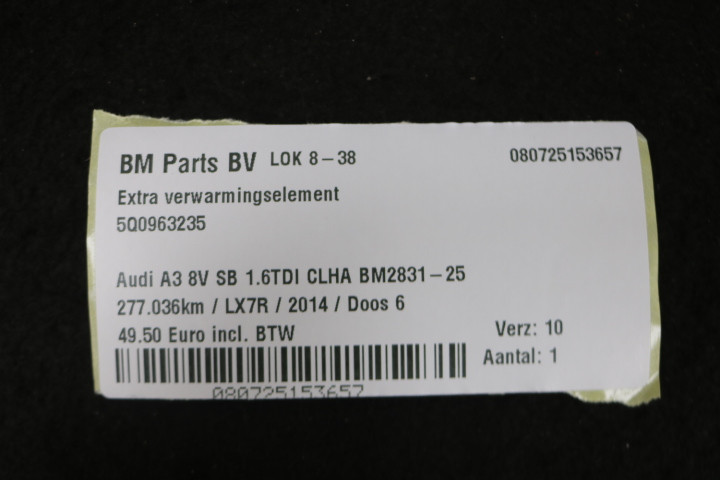 BM Parts BV LOK 8-38 080725153657
Extra verwarmingselement
5Q0963235
Audi A3 8V SB 1.6TDI CLHA BM2831-25
277.036km / LX7R / 2014 / Doos 6
49.50 Euro incl. BTW
Verz: 10
Aantal: 1
080725153657